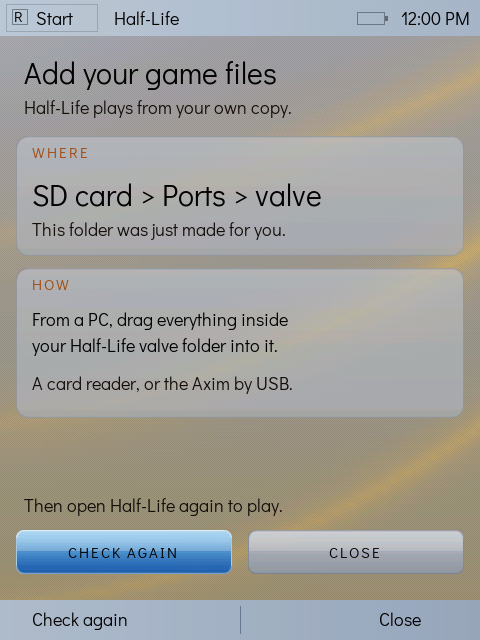 R Start Half-Life 12:00 PM
Add your game files
Half-Life plays from your own copy.
WHERE
SD card > Ports > valve
This folder was just made for you.
HOW
From a PC, drag everything inside
your Half-Life valve folder into it.
A card reader, or the Axim by USB.
Then open Half-Life again to play.
CHECK AGAIN CLOSE
Check again Close